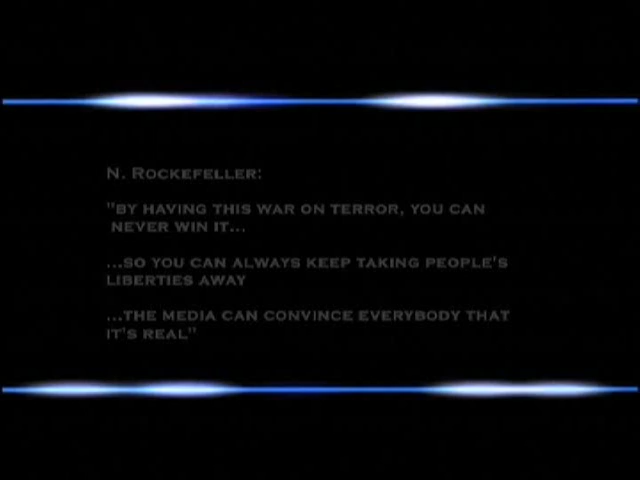 N. ROCKEFELLER:
"BY HAVING THIS WAR ON TERROR, YOU CAN
NEVER WIN IT...
...SO YOU CAN ALWAYS KEEP TAKING PEOPLE'S
LIBERTIES AWAY
...THE MEDIA CAN CONVINCE EVERYBODY THAT
IT'S REAL"